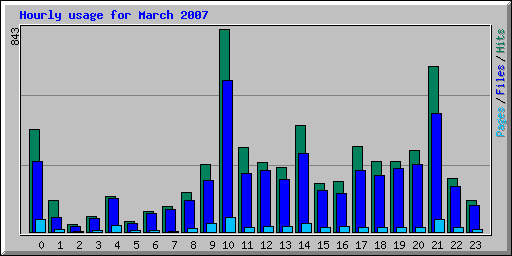 Hourly usage for March 2007
843
Pages / Files / Hits
0 1 2 3 4 5 6 7 8 9 10 11 12 13 14 15 16 17 18 19 20 21 22 23